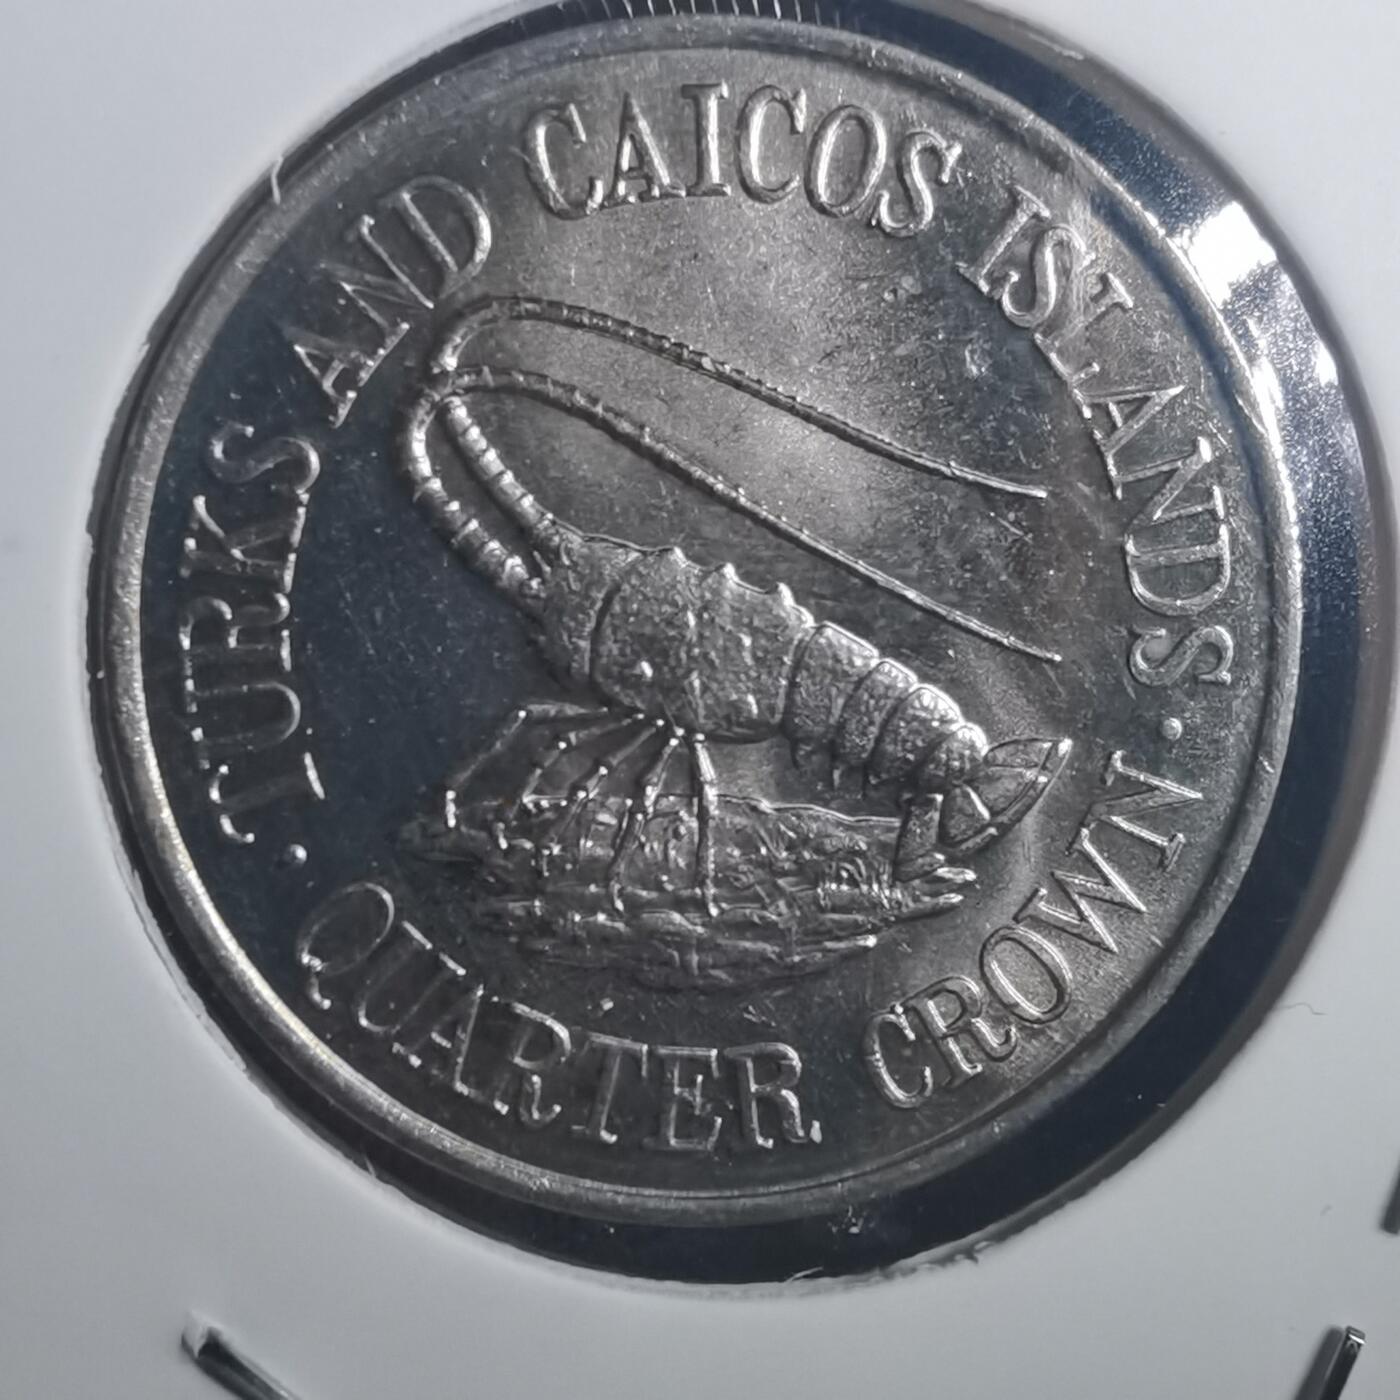 · TURKS AND CAICOS ISLANDS ·
QUARTER CROWN